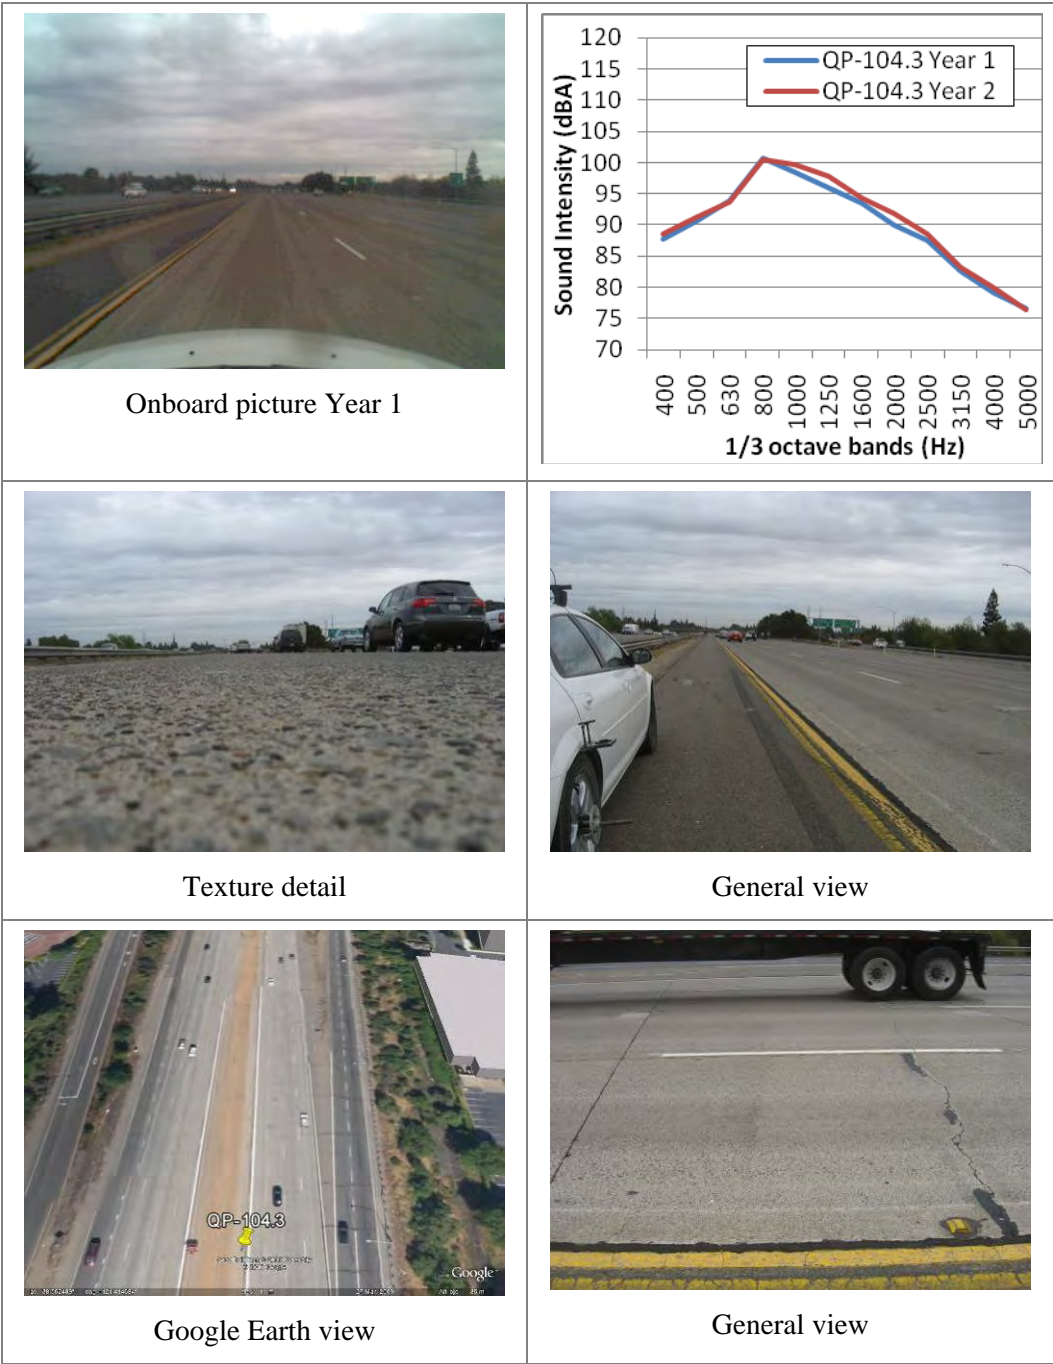 Onboard picture Year 1
120
115
110
105
100
95
90
85
80
75
70
Sound Intensity (dBA)
QP-104.3 Year 1
QP-104.3 Year 2
400
500
630
800
1000
1250
1600
2000
2500
3150
4000
5000
1/3 octave bands (Hz)
Texture detail
General view
QP-104.3
Google
Google Earth view
General view